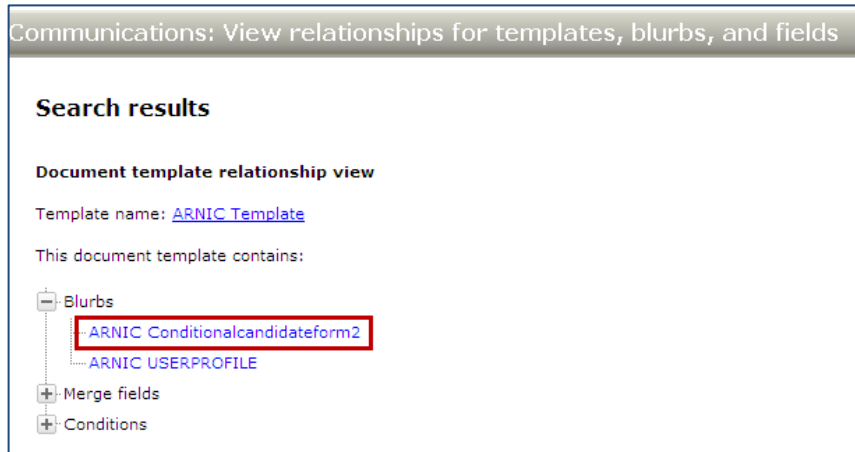 Communications: View relationships for templates, blurbs, and fields
Search results
Document template relationship view
Template name: ARNIC Template
This document template contains:
Blurbs
ARNIC Conditionalcandidateform2
ARNIC USERPROFILE
Merge fields
Conditions